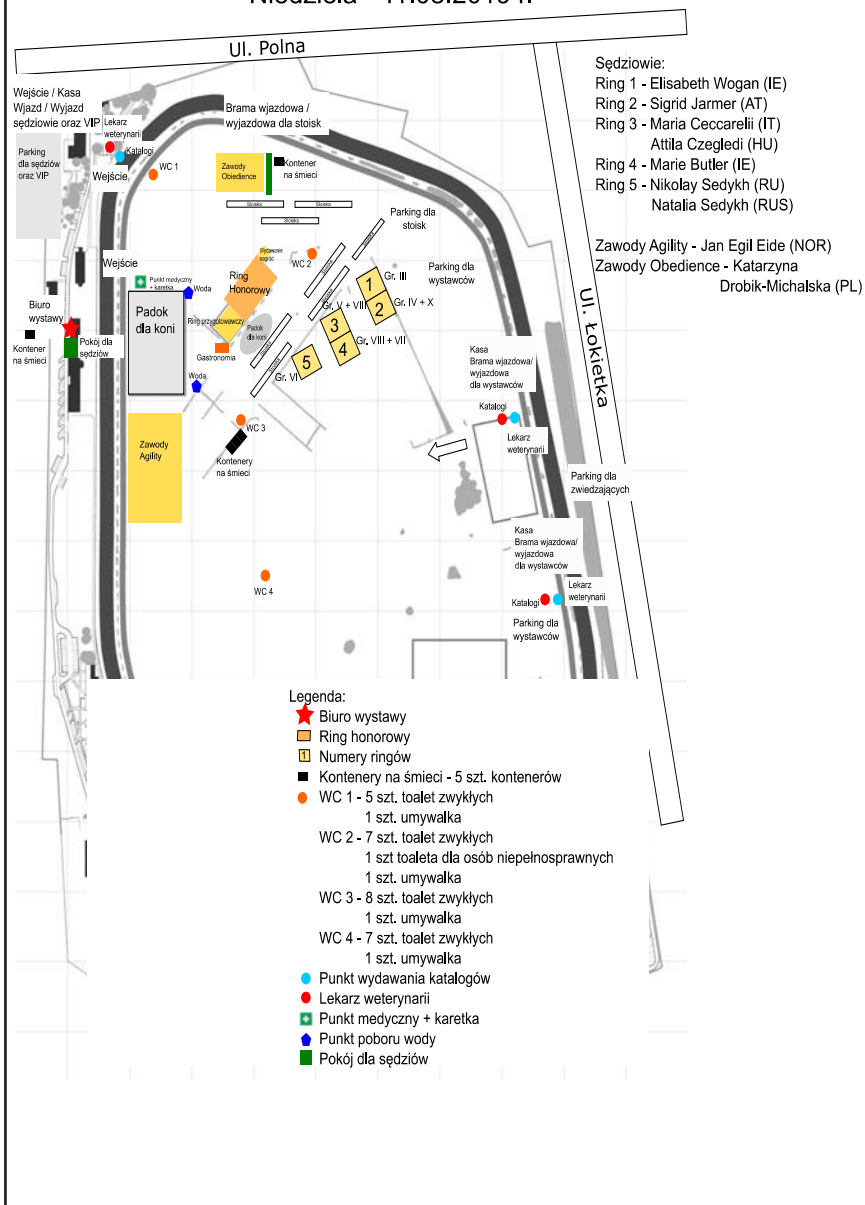 Ul. Polna
Wejście / Kasa
Wjazd / Wyjazd
sędziowie oraz VIP
Lekarz
weterynarii
Katalogi
Parking
dla sędziów
oraz VIP
Wejście
WC 1
Brama wjazdowa /
wyjazdowa dla stoisk
Zawody
Obiedience
Kontener
na śmieci
Stoiska
Stoiska
Stoiska
Parking dla
stoisk
Sędziowie:
Ring 1 - Elisabeth Wogan (IE)
Ring 2 - Sigrid Jarmer (AT)
Ring 3 - Maria Ceccarelii (IT)
Attila Czegledi (HU)
Ring 4 - Marie Butler (IE)
Ring 5 - Nikolay Sedykh (RU)
Natalia Sedykh (RUS)
Zawody Agility - Jan Egil Eide (NOR)
Zawody Obedience - Katarzyna
Drobik-Michalska (PL)
Wejście
Punkt medyczny
+ karetka
Woda
Wydawanie
nagród
Ring
Honorowy
WC 2
Parking dla
wystawców
Gr. III
1
Gr. IV + X
2
Gr. V + VIII
3
Gr. VIII + VII
4
5
Gr. VI
Ul. Łokietka
Biuro
wystawy
Pokój dla
sędziów
Kontener
na śmieci
Padok
dla koni
Ring przygotowawczy
Padok
dla koni
Gastronomia
Stoiska
Stoiska
Stoiska
Stoiska
Stoiska
Woda
WC 3
Kontenery
na śmieci
Zawody
Agility
Kasa
Brama wjazdowa/
wyjazdowa
dla wystawców
Katalogi
Lekarz
weterynarii
Parking dla
zwiedzających
Kasa
Brama wjazdowa/
wyjazdowa
dla wystawców
Lekarz
weterynarii
Katalogi
Parking dla
wystawców
WC 4
Legenda:
Biuro wystawy
Ring honorowy
1 Numery ringów
Kontenery na śmieci - 5 szt. kontenerów
WC 1 - 5 szt. toalet zwykłych
1 szt. umywalka
WC 2 - 7 szt. toalet zwykłych
1 szt toaleta dla osób niepełnosprawnych
1 szt. umywalka
WC 3 - 8 szt. toalet zwykłych
1 szt. umywalka
WC 4 - 7 szt. toalet zwykłych
1 szt. umywalka
Punkt wydawania katalogów
Lekarz weterynarii
Punkt medyczny + karetka
Punkt poboru wody
Pokój dla sędziów